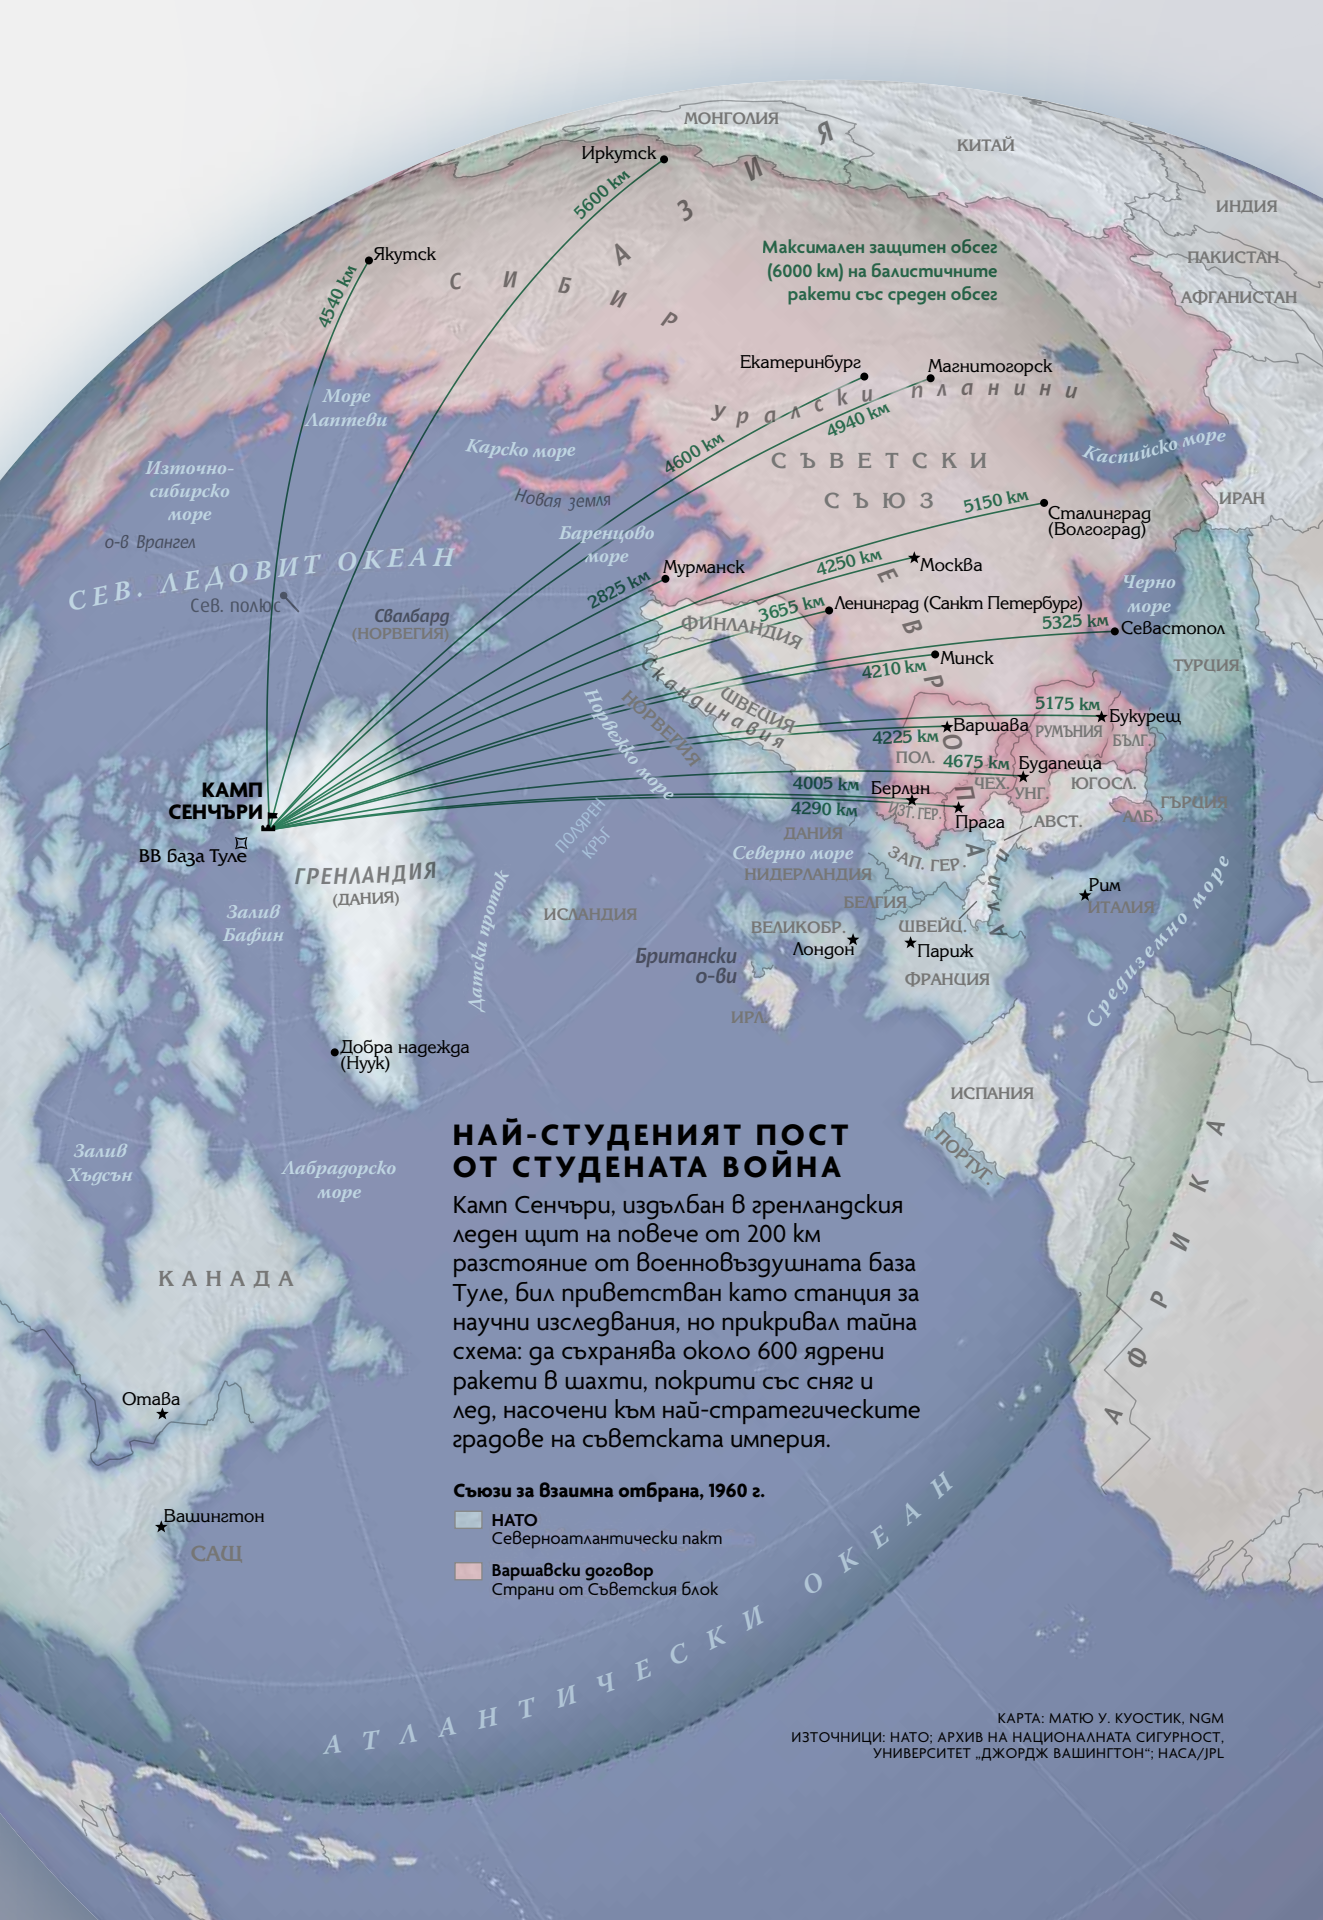 МОНГОЛИЯ
КИТАЙ
Иркутск
5600 км
А З И Я
ИНДИЯ
Якутск
4540 км
С И Б И Р
Максимален защитен обсег
(6000 км) на балистичните
ракети със среден обсег
ПАКИСТАН
АФГАНИСТАН
Екатеринбург
Магнитогорск
Уралски планини
4600 км
4940 км
Море
Лаптеви
Карско море
Новая земля
СЪВЕТСКИ
СЪЮЗ
Каспийско море
ИРАН
Източно-
сибирско
море
о-в Врангел
СЕВ. ЛЕДОВИТ ОКЕАН
Сев. полюс
Баренцово
море
5150 км
Сталинград
(Волгоград)
4250 км
Москва
Мурманск
2825 км
Свалбард
(НОРВЕГИЯ)
3655 км
Ленинград (Санкт Петербург)
ФИНЛАНДИЯ
Черно
море
5325 км
Севастопол
ТУРЦИЯ
4210 км
Минск
ЕВРОПА
Скандинавия
ШВЕЦИЯ
НОРВЕГИЯ
Норвежко море
5175 км
Букурещ
4225 км
Варшава
РУМЪНИЯ
БЪЛГ.
ПОЛ.
4675 км
Будапеща
4005 км
Берлин
ЧЕХ.
УНГ.
ЮГОСЛ.
ГЪРЦИЯ
4290 км
ИЗТ. ГЕР.
Прага
АВСТ.
АЛБ.
КАМП
СЕНЧЪРИ
ВВ база Туле
ГРЕНЛАНДИЯ
(ДАНИЯ)
ПОЛЯРЕН
КРЪГ
ДАНИЯ
Северно море
НИДЕРЛАНДИЯ
ЗАП. ГЕР.
БЕЛГИЯ
ШВЕЙЦ.
Рим
ИТАЛИЯ
Средиземно море
Залив
Бафин
Датски проток
ИСЛАНДИЯ
ВЕЛИКОБР.
Лондон
Париж
ФРАНЦИЯ
Британски
о-ви
ИРЛ.
Добра надежда
(Нуук)
ИСПАНИЯ
ПОРТУГ.
АФРИКА
Залив
Хъдсън
Лабрадорско
море
КАНАДА
Отава
Вашингтон
САЩ
НАЙ-СТУДЕНИЯТ ПОСТ
ОТ СТУДЕНАТА ВОЙНА
Камп Сенчъри, издълбан в гренландския
леден щит на повече от 200 км
разстояние от военновъздушната база
Туле, бил приветстван като станция за
научни изследвания, но прикривал тайна
схема: да съхранява около 600 ядрени
ракети в шахти, покрити със сняг и
лед, насочени към най-стратегическите
градове на съветската империя.
Съюзи за взаимна отбрана, 1960 г.
НАТО
Северноатлантически пакт
Варшавски договор
Страни от Съветския блок
АТЛАНТИЧЕСКИ ОКЕАН
КАРТА: МАТЮ У. КУОСТИК, NGM
ИЗТОЧНИЦИ: НАТО; АРХИВ НА НАЦИОНАЛНАТА СИГУРНОСТ,
УНИВЕРСИТЕТ „ДЖОРДЖ ВАШИНГТОН“; НАСА/JPL